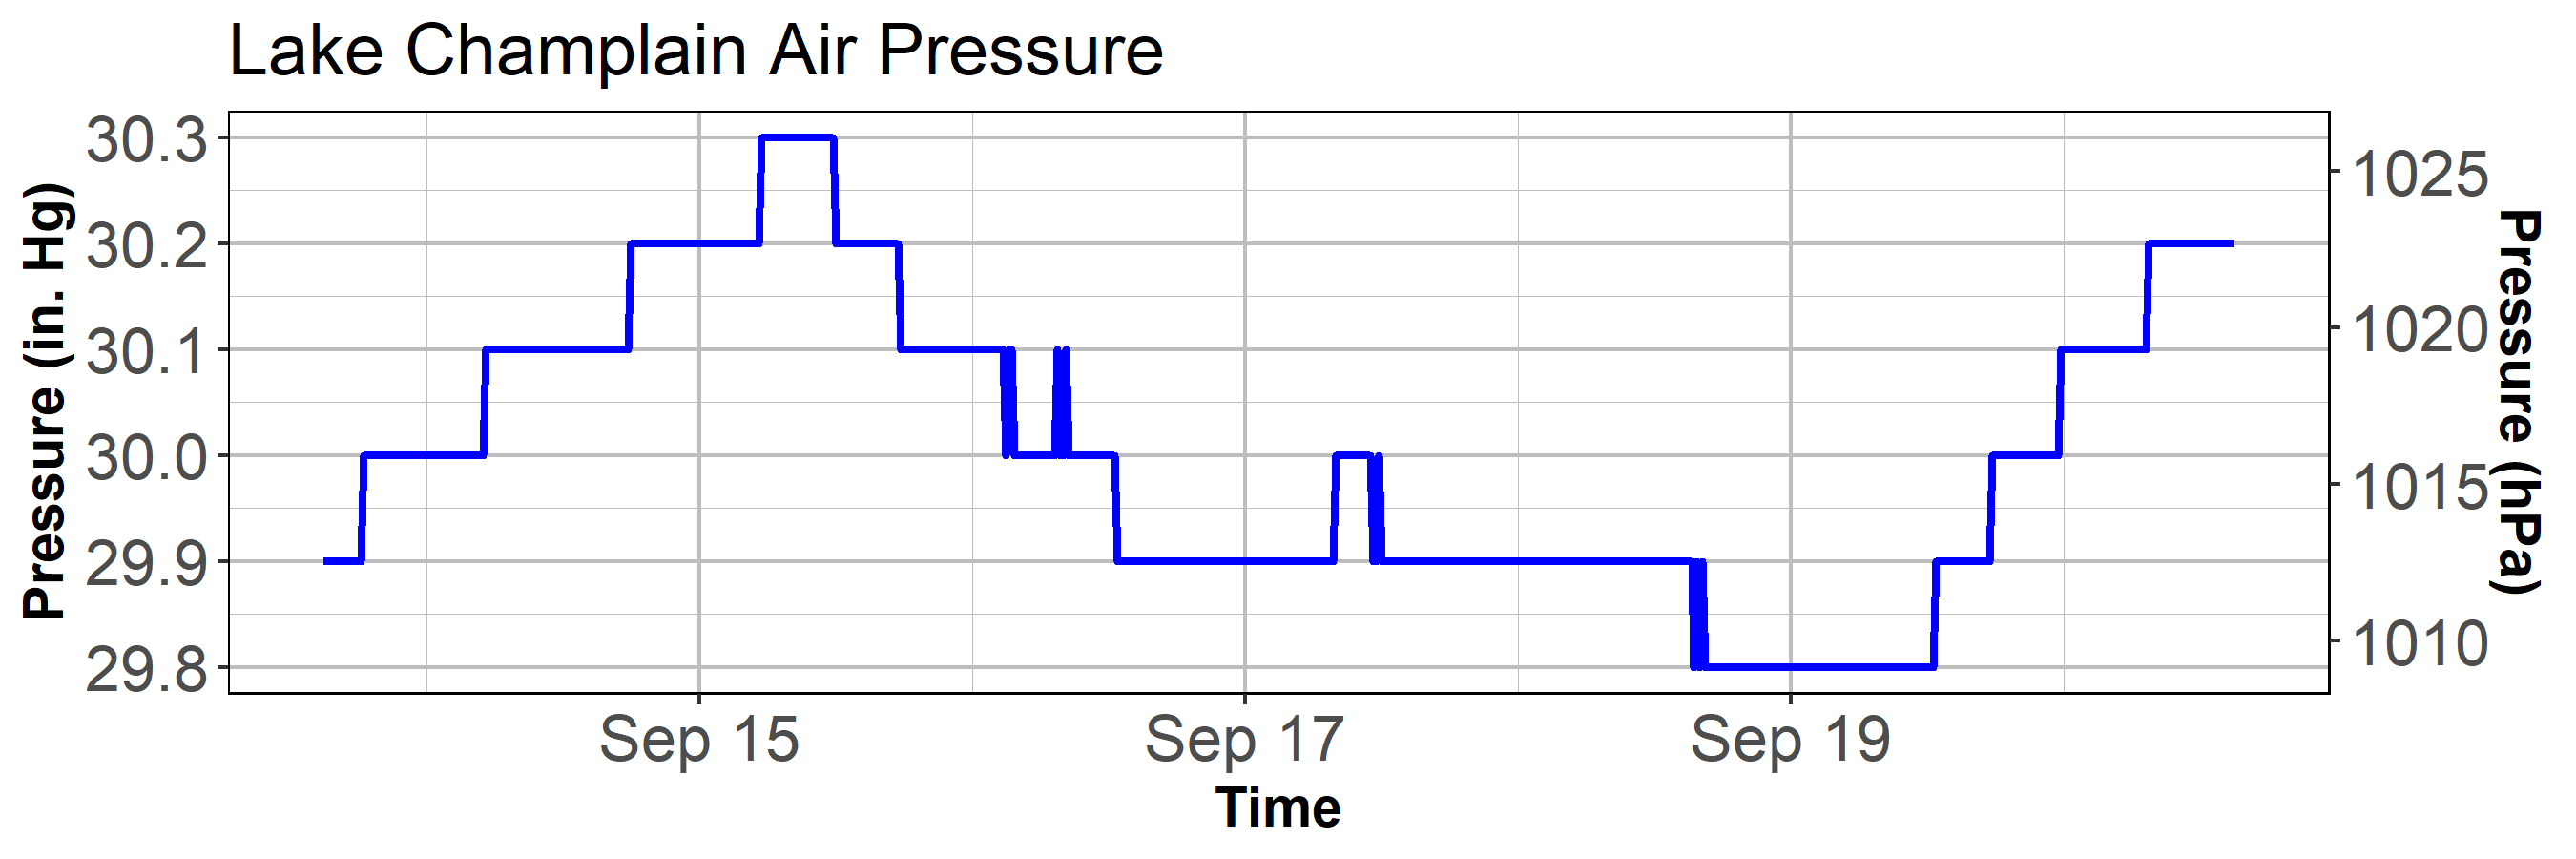 Lake Champlain Air Pressure
Pressure (in. Hg)
30.3
30.2
30.1
30.0
29.9
29.8
1025
1020
1015
1010
Pressure (hPa)
Sep 15 Sep 17 Sep 19
Time